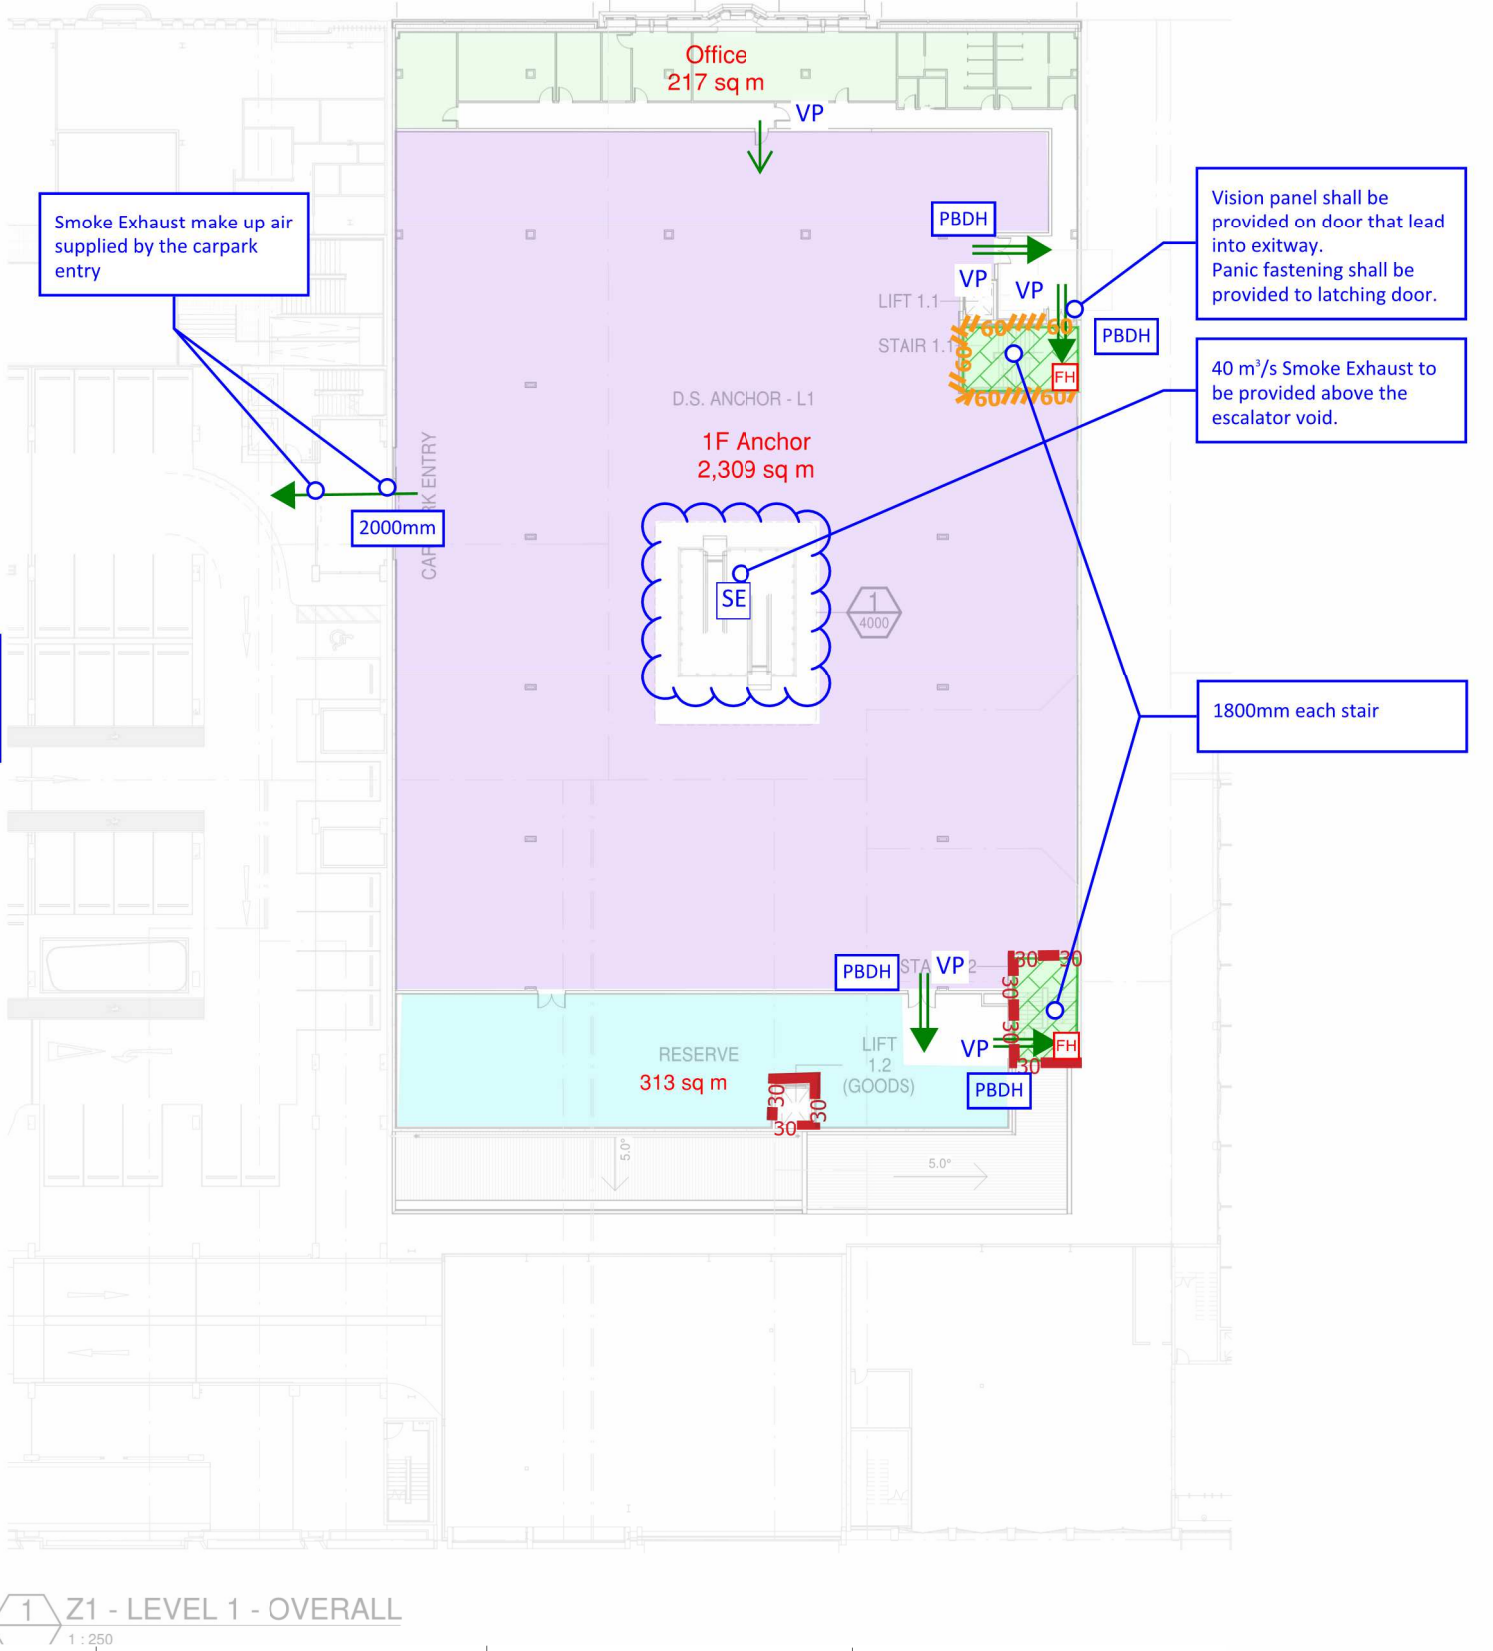 Office
217 sq m
VP
Smoke Exhaust make up air
supplied by the carpark
entry
PBDH
Vision panel shall be
provided on door that lead
into exitway.
Panic fastening shall be
provided to latching door.
VP
VP
LIFT 1.1
60
60
PBDH
STAIR 1.1
60
FH
60
60
40 m³/s Smoke Exhaust to
be provided above the
escalator void.
D.S. ANCHOR - L1
1F Anchor
2,309 sq m
CARPARK ENTRY
2000mm
SE
1
4000
1800mm each stair
PBDH
VP
2
30
30
30
30
30
VP
FH
PBDH
RESERVE
313 sq m
LIFT
1.2
(GOODS)
30
30
30
5.0°
5.0°
1
Z1 - LEVEL 1 - OVERALL
1 : 250